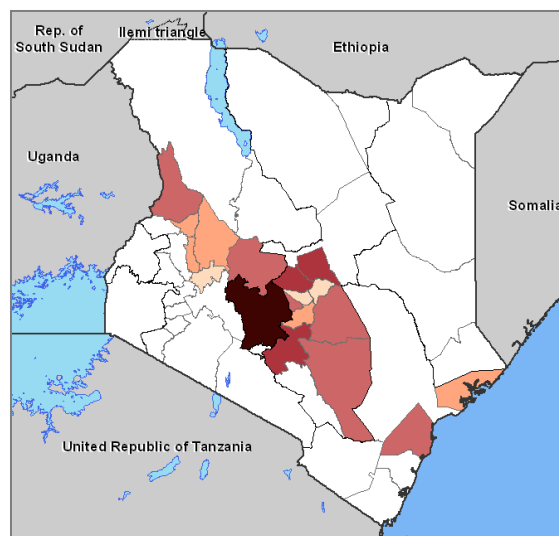 Rep. of
South Sudan
Ilemi triangle
Ethiopia
Uganda
Somalia
United Republic of Tanzania